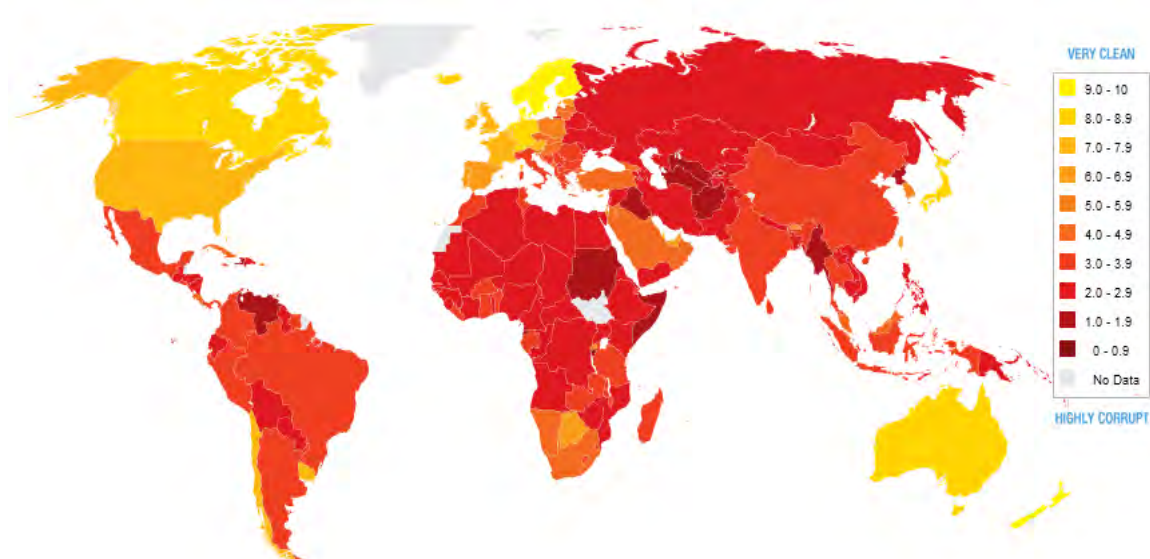 VERY CLEAN
9.0 - 10
8.0 - 8.9
7.0 - 7.9
6.0 - 6.9
5.0 - 5.9
4.0 - 4.9
3.0 - 3.9
2.0 - 2.9
1.0 - 1.9
0 - 0.9
No Data
HIGHLY CORRUPT